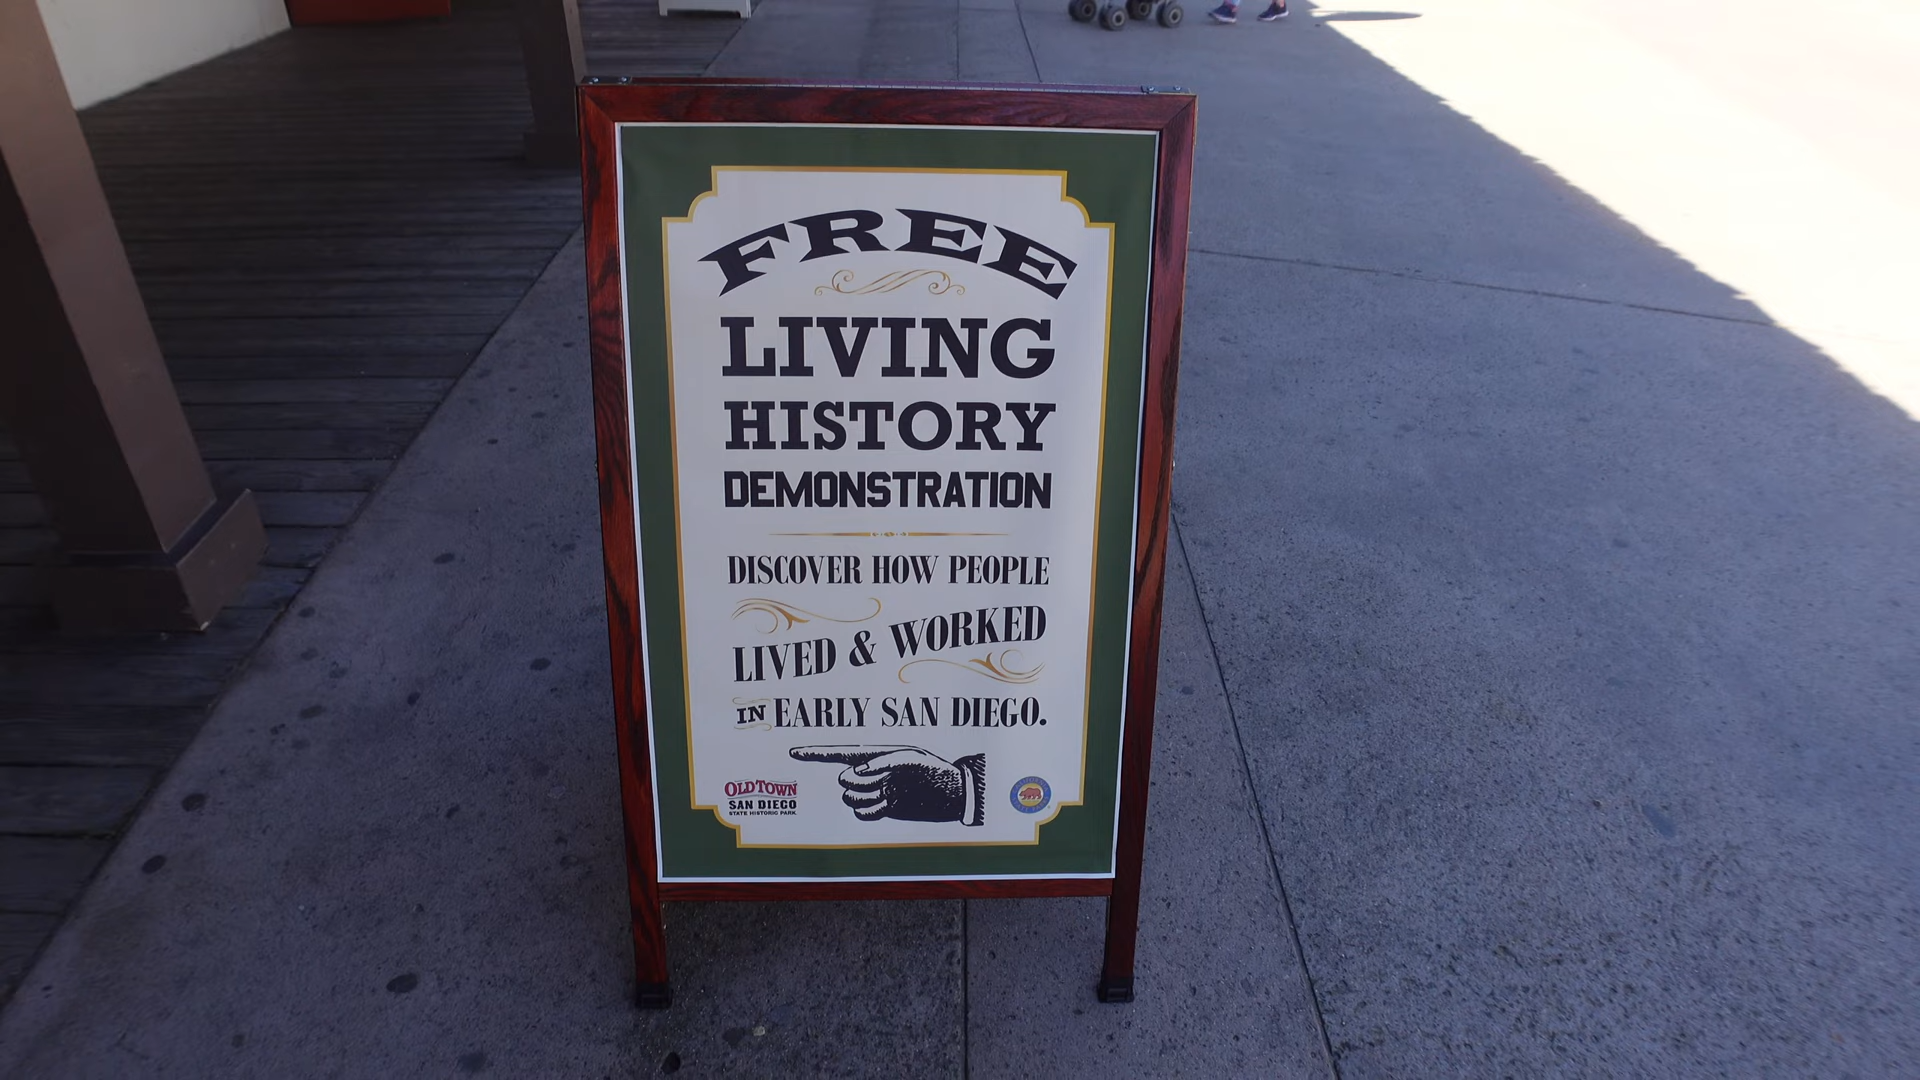 FREE
LIVING
HISTORY
DEMONSTRATION
DISCOVER HOW PEOPLE
LIVED & WORKED
IN EARLY SAN DIEGO.
OLD TOWN
SAN DIEGO
STATE HISTORIC PARK